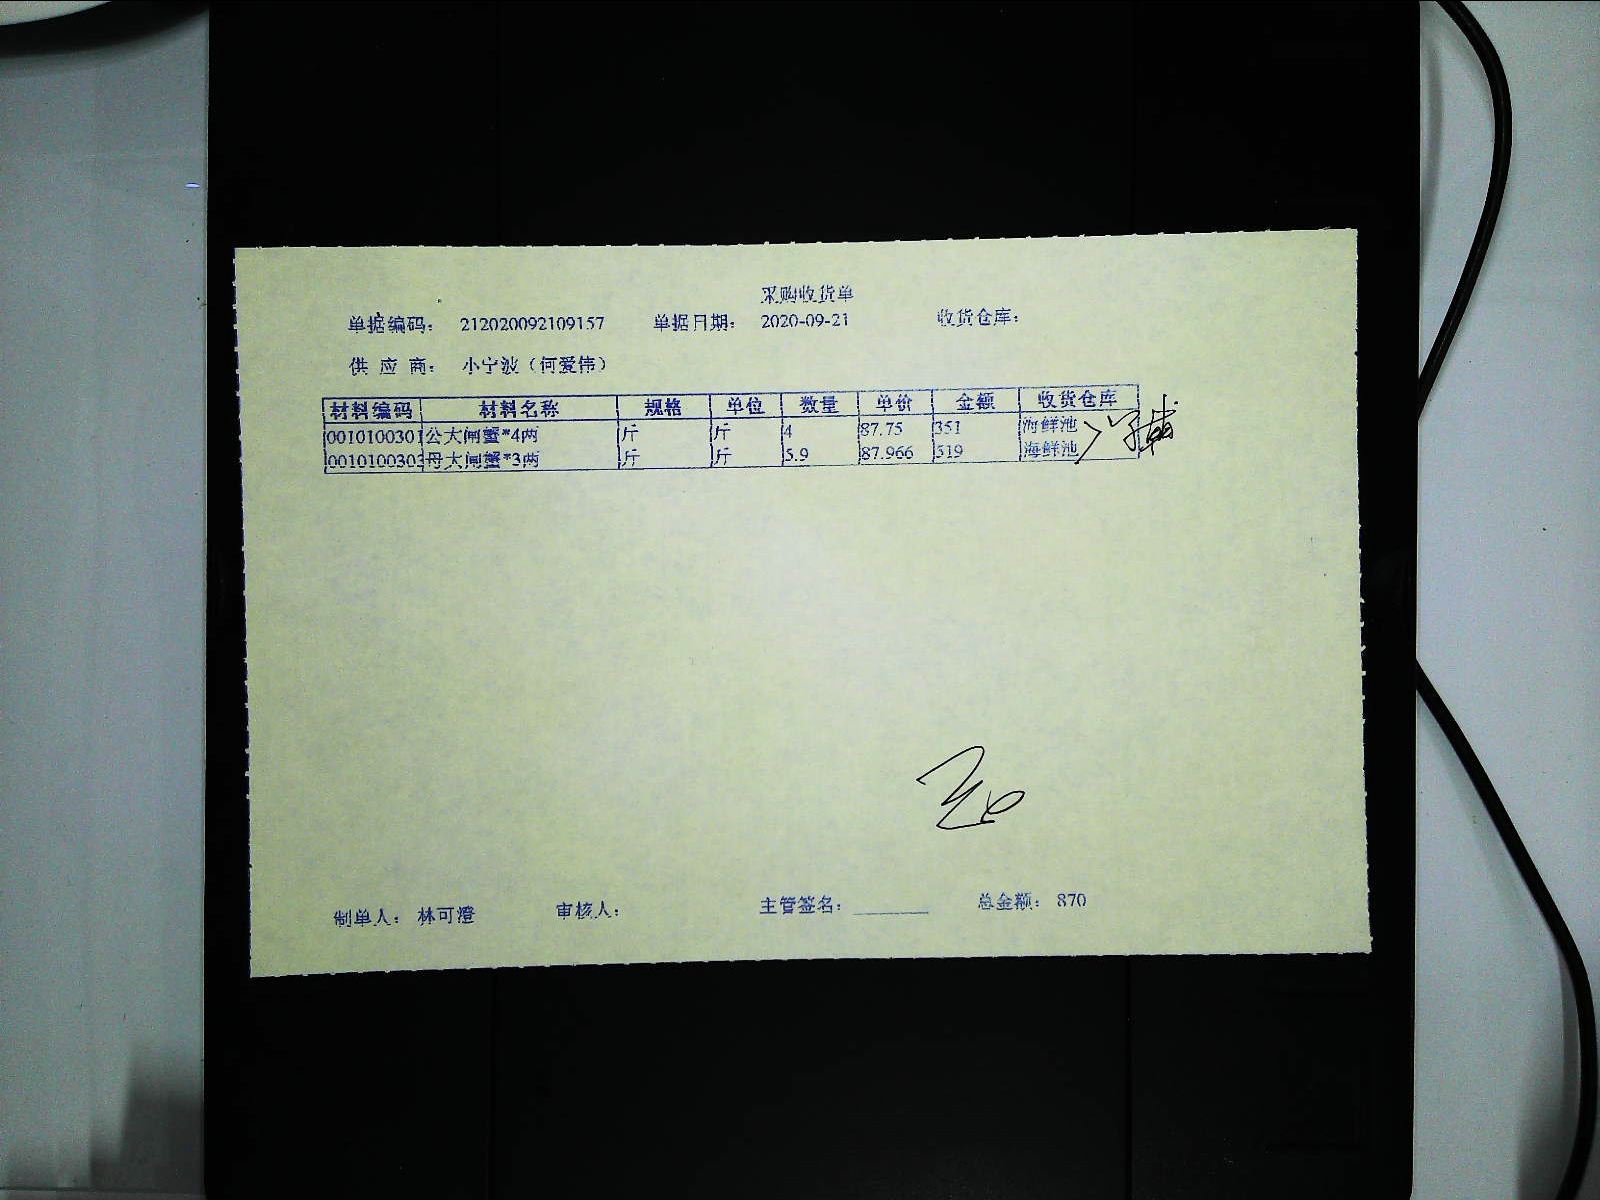 采购收货单
单据编码： 212020092109157 单据日期： 2020-09-21 收货仓库：
供 应 商： 小宁波（何爱伟）
材料编码 材料名称 规格 单位 数量 单价 金额 收货仓库
0010100301 公大闸蟹*4两 斤 斤 4 87.75 351 海鲜池
0010100303 母大闸蟹*3两 斤 斤 5.9 87.966 519 海鲜池
制单人： 林可澄 审核人： 主管签名： 总金额： 870